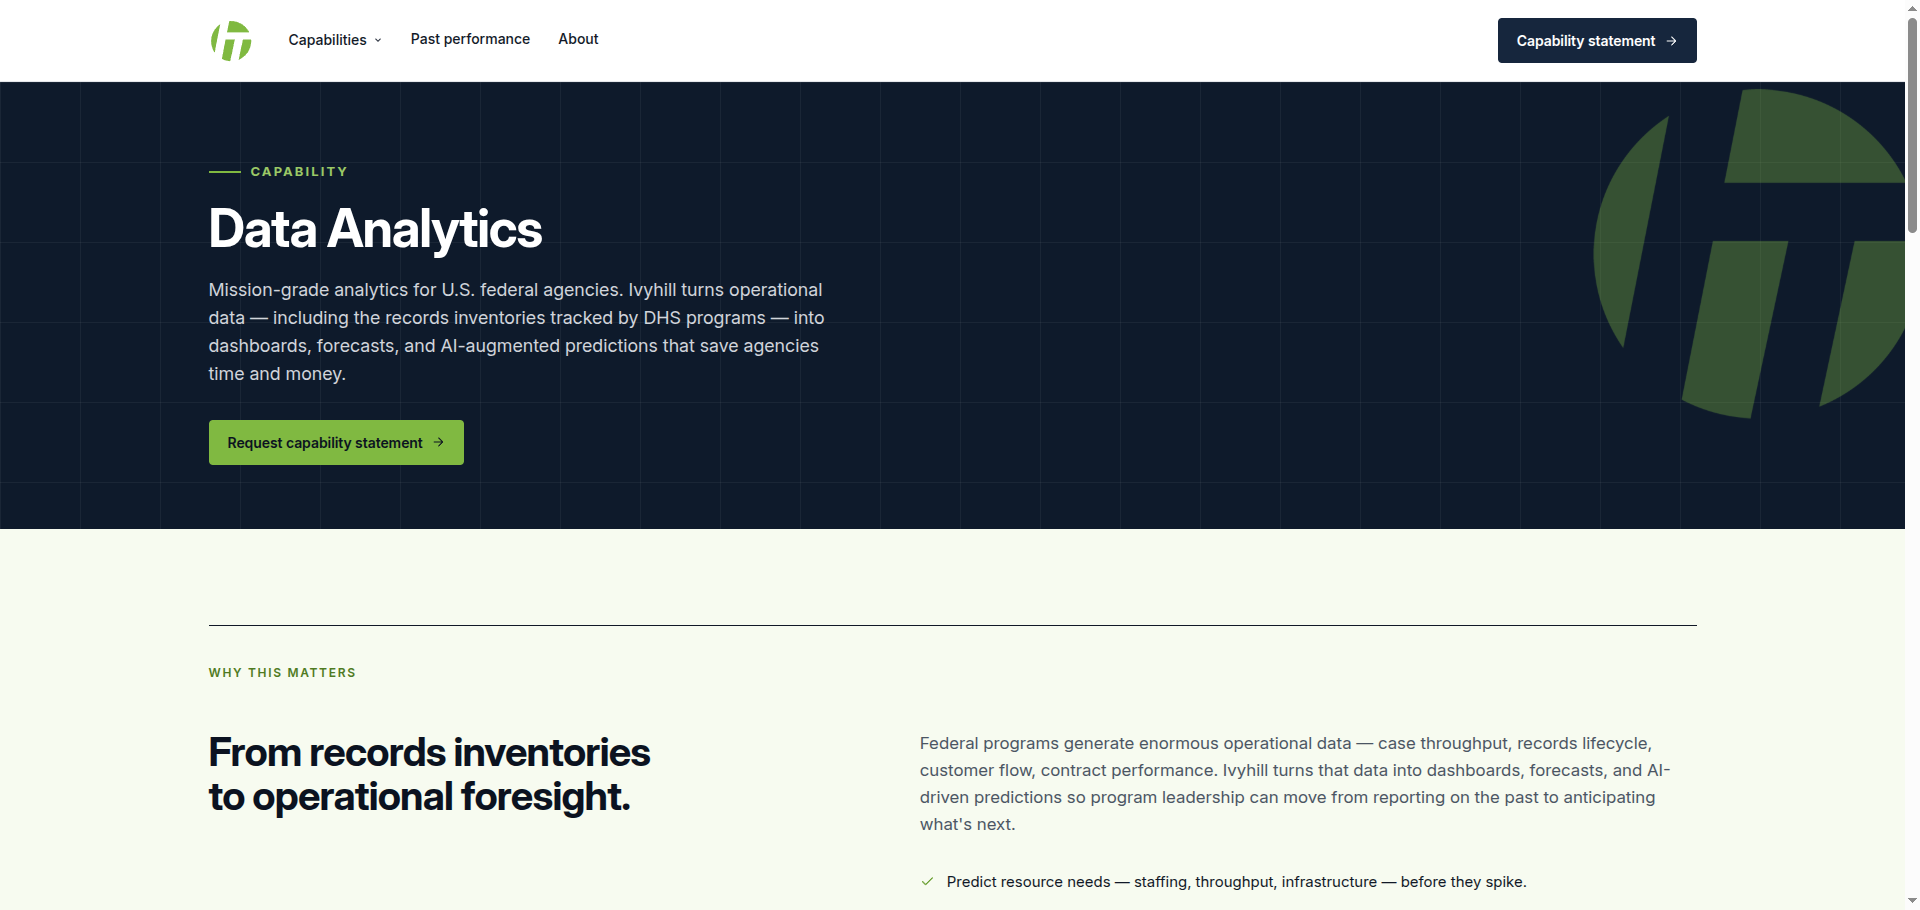 Capabilities
Past performance
About
Capability statement
CAPABILITY
Data Analytics
Mission-grade analytics for U.S. federal agencies. Ivyhill turns operational
data — including the records inventories tracked by DHS programs — into
dashboards, forecasts, and AI-augmented predictions that save agencies
time and money.
Request capability statement
WHY THIS MATTERS
From records inventories
to operational foresight.
Federal programs generate enormous operational data — case throughput, records lifecycle,
customer flow, contract performance. Ivyhill turns that data into dashboards, forecasts, and AI-
driven predictions so program leadership can move from reporting on the past to anticipating
what's next.
Predict resource needs — staffing, throughput, infrastructure — before they spike.